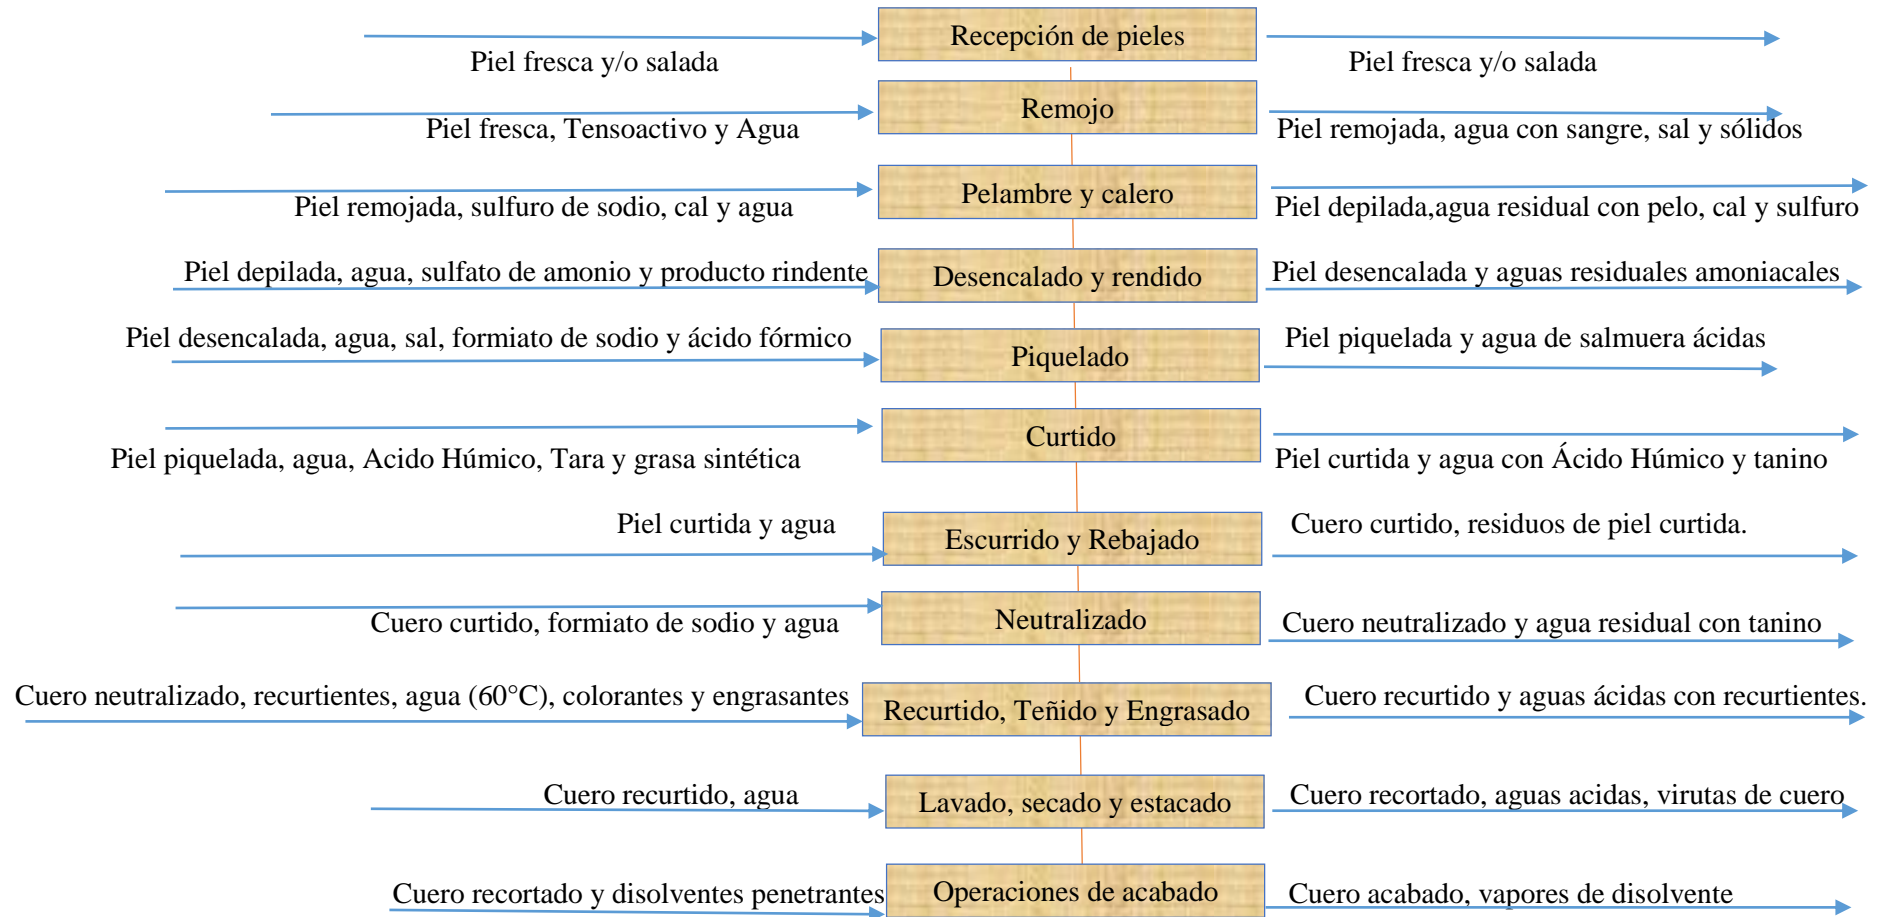 Recepción de pieles
Piel fresca y/o salada
Piel fresca y/o salada
Remojo
Piel fresca, Tensoactivo y Agua
Piel remojada, agua con sangre, sal y sólidos
Pelambre y calero
Piel remojada, sulfuro de sodio, cal y agua
Piel depilada,agua residual con pelo, cal y sulfuro
Piel depilada, agua, sulfato de amonio y producto rindente
Desencalado y rendido
Piel desencalada y aguas residuales amoniacales
Piel desencalada, agua, sal, formiato de sodio y ácido fórmico
Piquelado
Piel piquelada y agua de salmuera ácidas
Curtido
Piel piquelada, agua, Acido Húmico, Tara y grasa sintética
Piel curtida y agua con Ácido Húmico y tanino
Piel curtida y agua
Escurrido y Rebajado
Cuero curtido, residuos de piel curtida.
Cuero curtido, formiato de sodio y agua
Neutralizado
Cuero neutralizado y agua residual con tanino
Cuero neutralizado, recurtientes, agua (60°C), colorantes y engrasantes
Recurtido, Teñido y Engrasado
Cuero recurtido y aguas ácidas con recurtientes.
Cuero recurtido, agua
Lavado, secado y estacado
Cuero recortado, aguas acidas, virutas de cuero
Cuero recortado y disolventes penetrantes
Operaciones de acabado
Cuero acabado, vapores de disolvente